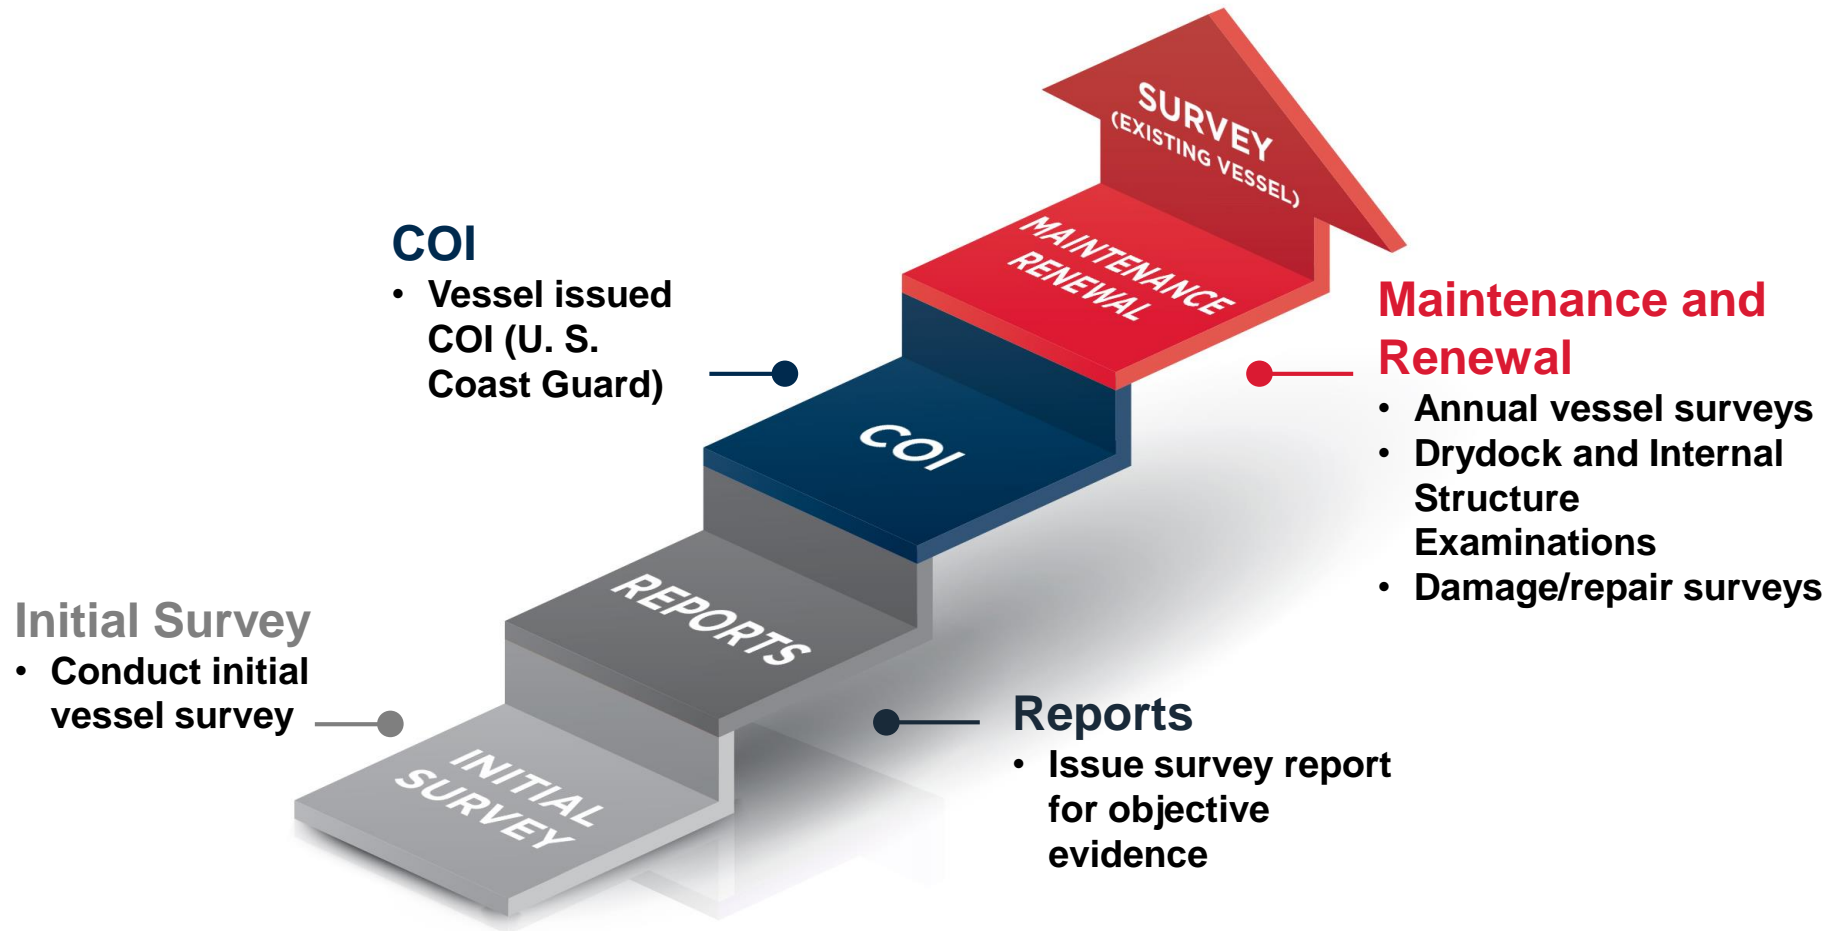 SURVEY
(EXISTING VESSEL)
MAINTENANCE
RENEWAL
COI
REPORTS
INITIAL
SURVEY
COI
• Vessel issued
COI (U. S.
Coast Guard)
Maintenance and
Renewal
• Annual vessel surveys
• Drydock and Internal
Structure
Examinations
• Damage/repair surveys
Initial Survey
• Conduct initial
vessel survey
Reports
• Issue survey report
for objective
evidence